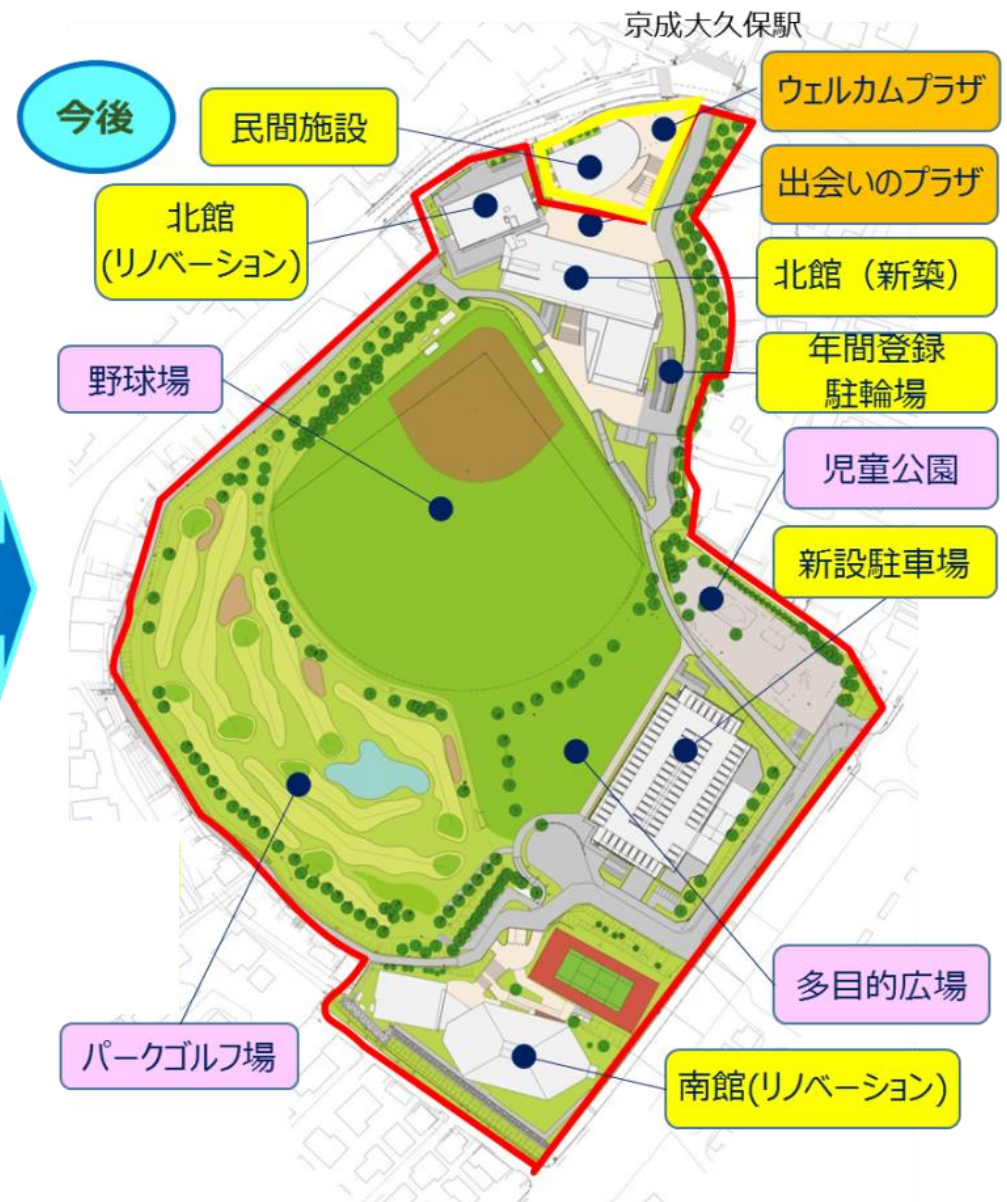 京成大久保駅
今後
民間施設
ウェルカムプラザ
出会いのプラザ
北館
(リノベーション)
北館（新築）
年間登録
駐輪場
野球場
児童公園
新設駐車場
多目的広場
パークゴルフ場
南館(リノベーション)